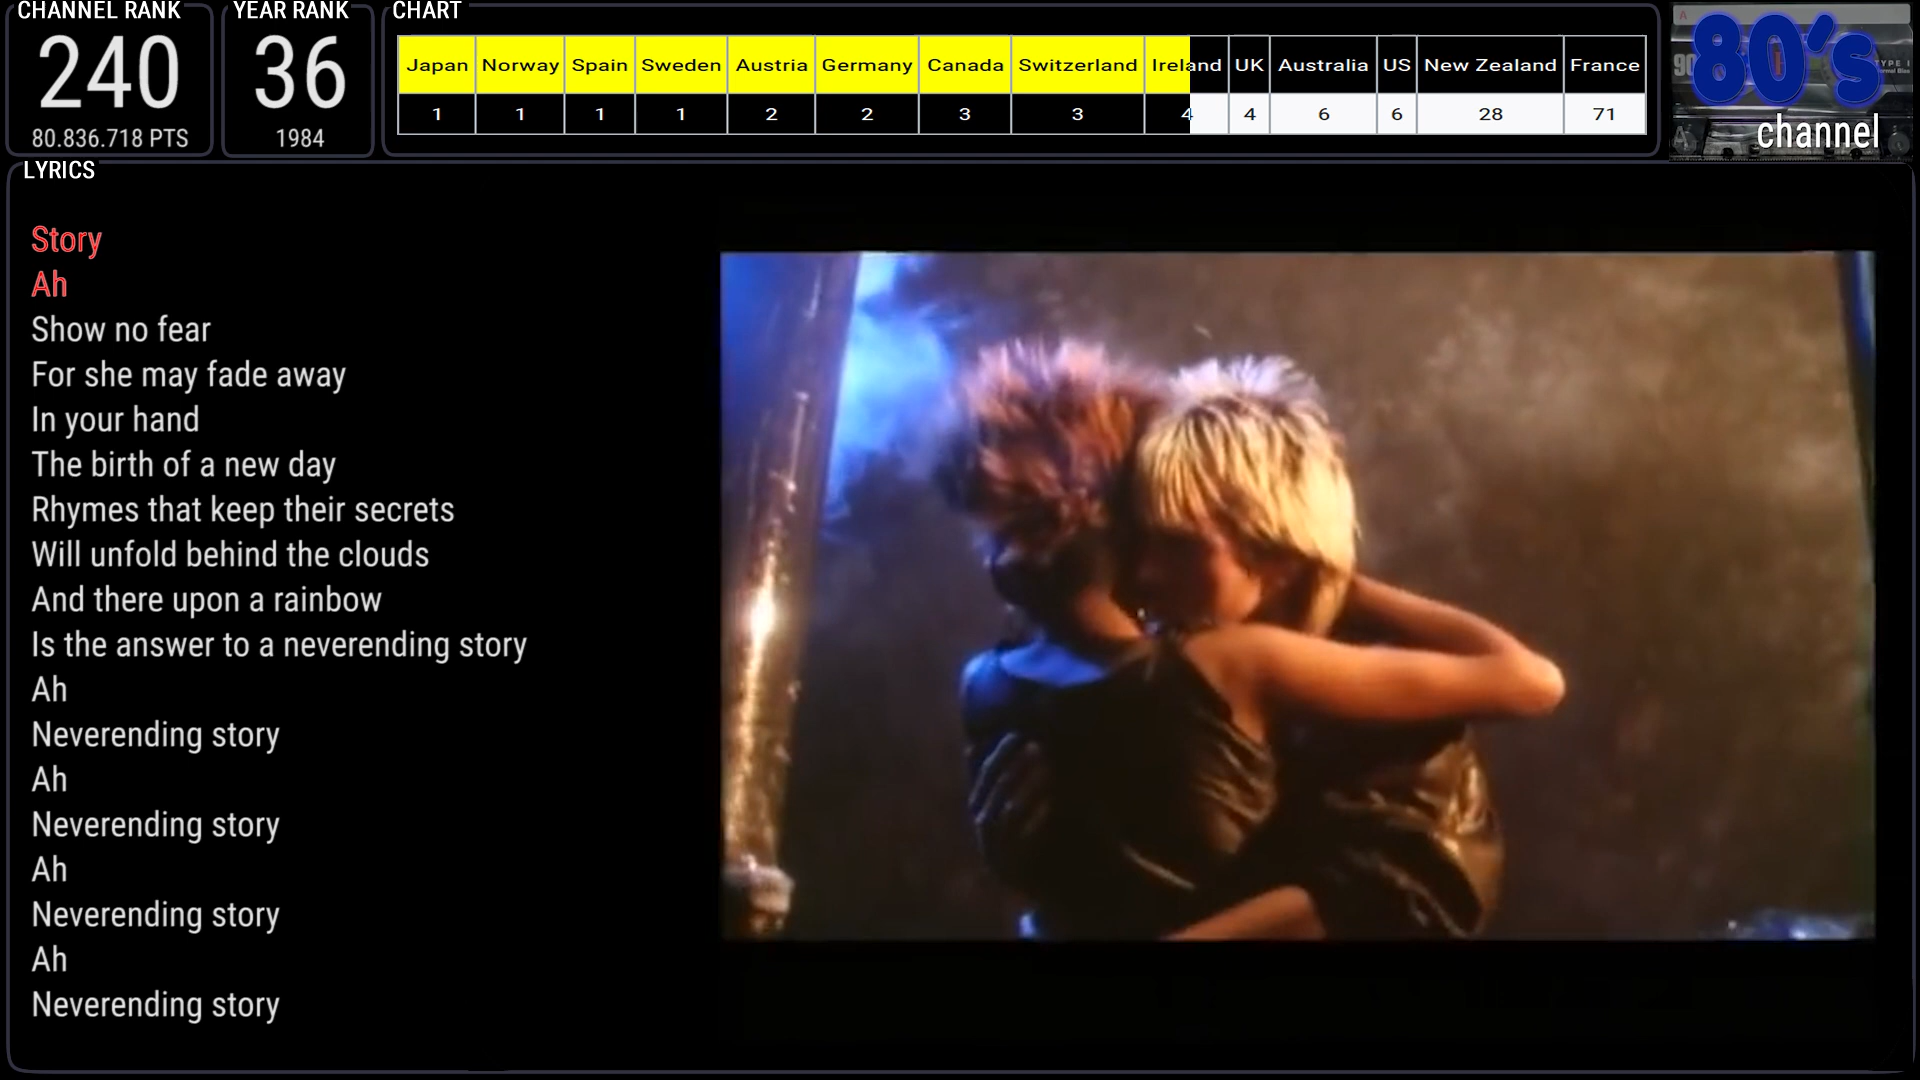 CHANNEL RANK
240
80.836.718 PTS
YEAR RANK
36
1984
CHART
Japan Norway Spain Sweden Austria Germany Canada Switzerland Ireland UK Australia US New Zealand France
1 1 1 1 2 2 3 3 4 4 6 6 28 71
80's
channel
LYRICS
Story
Ah
Show no fear
For she may fade away
In your hand
The birth of a new day
Rhymes that keep their secrets
Will unfold behind the clouds
And there upon a rainbow
Is the answer to a neverending story
Ah
Neverending story
Ah
Neverending story
Ah
Neverending story
Ah
Neverending story